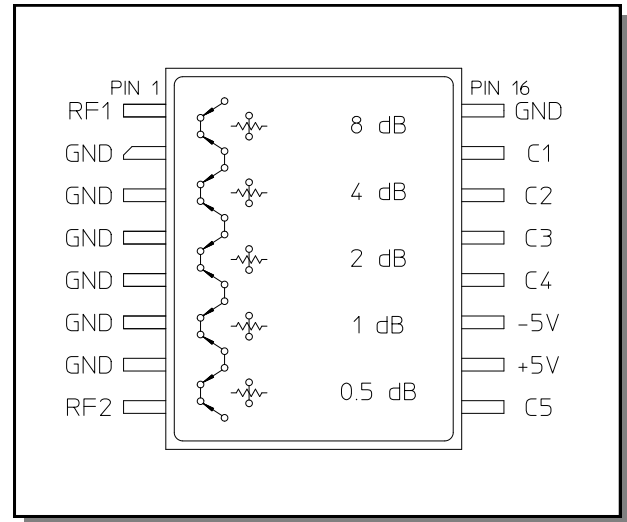 PIN 1
PIN 16
RF1
GND
8 dB
GND
C1
GND
C2
4 dB
GND
C3
2 dB
GND
C4
GND
-5V
1 dB
GND
+5V
0.5 dB
RF2
C5